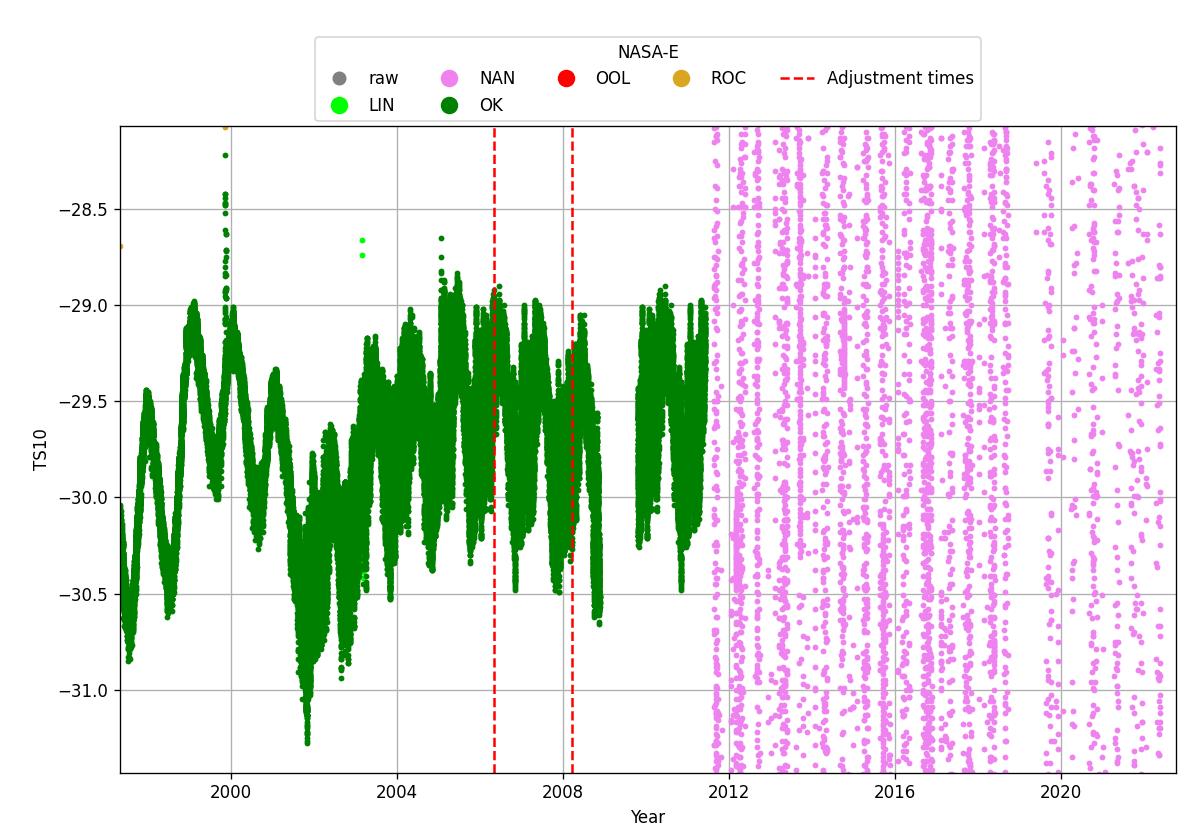 NASA-E
raw NAN OOL ROC Adjustment times
LIN OK
−28.5
−29.0
−29.5
−30.0
−30.5
−31.0
TS10
2000 2004 2008 2012 2016 2020
Year